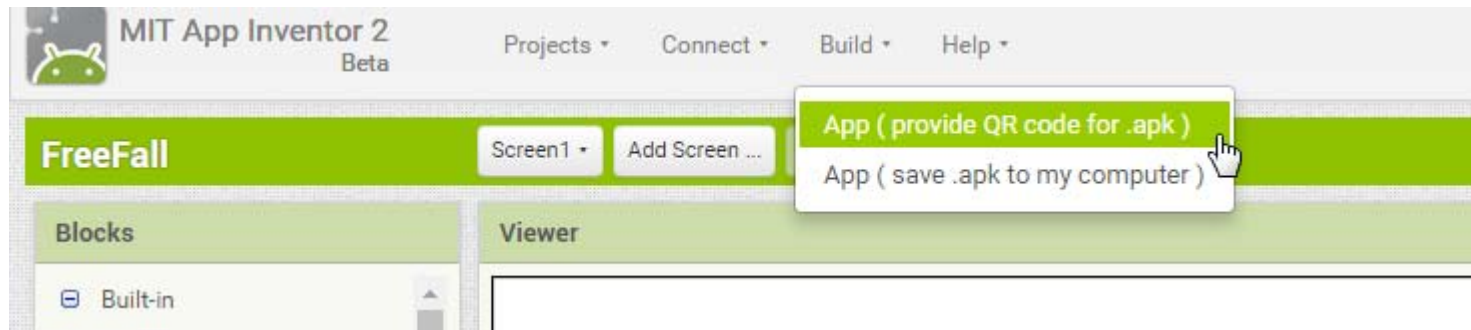 MIT App Inventor 2
Beta
Projects Connect Build Help
App ( provide QR code for .apk )
App ( save .apk to my computer )
FreeFall
Screen1 Add Screen ...
Blocks
Viewer
Built-in